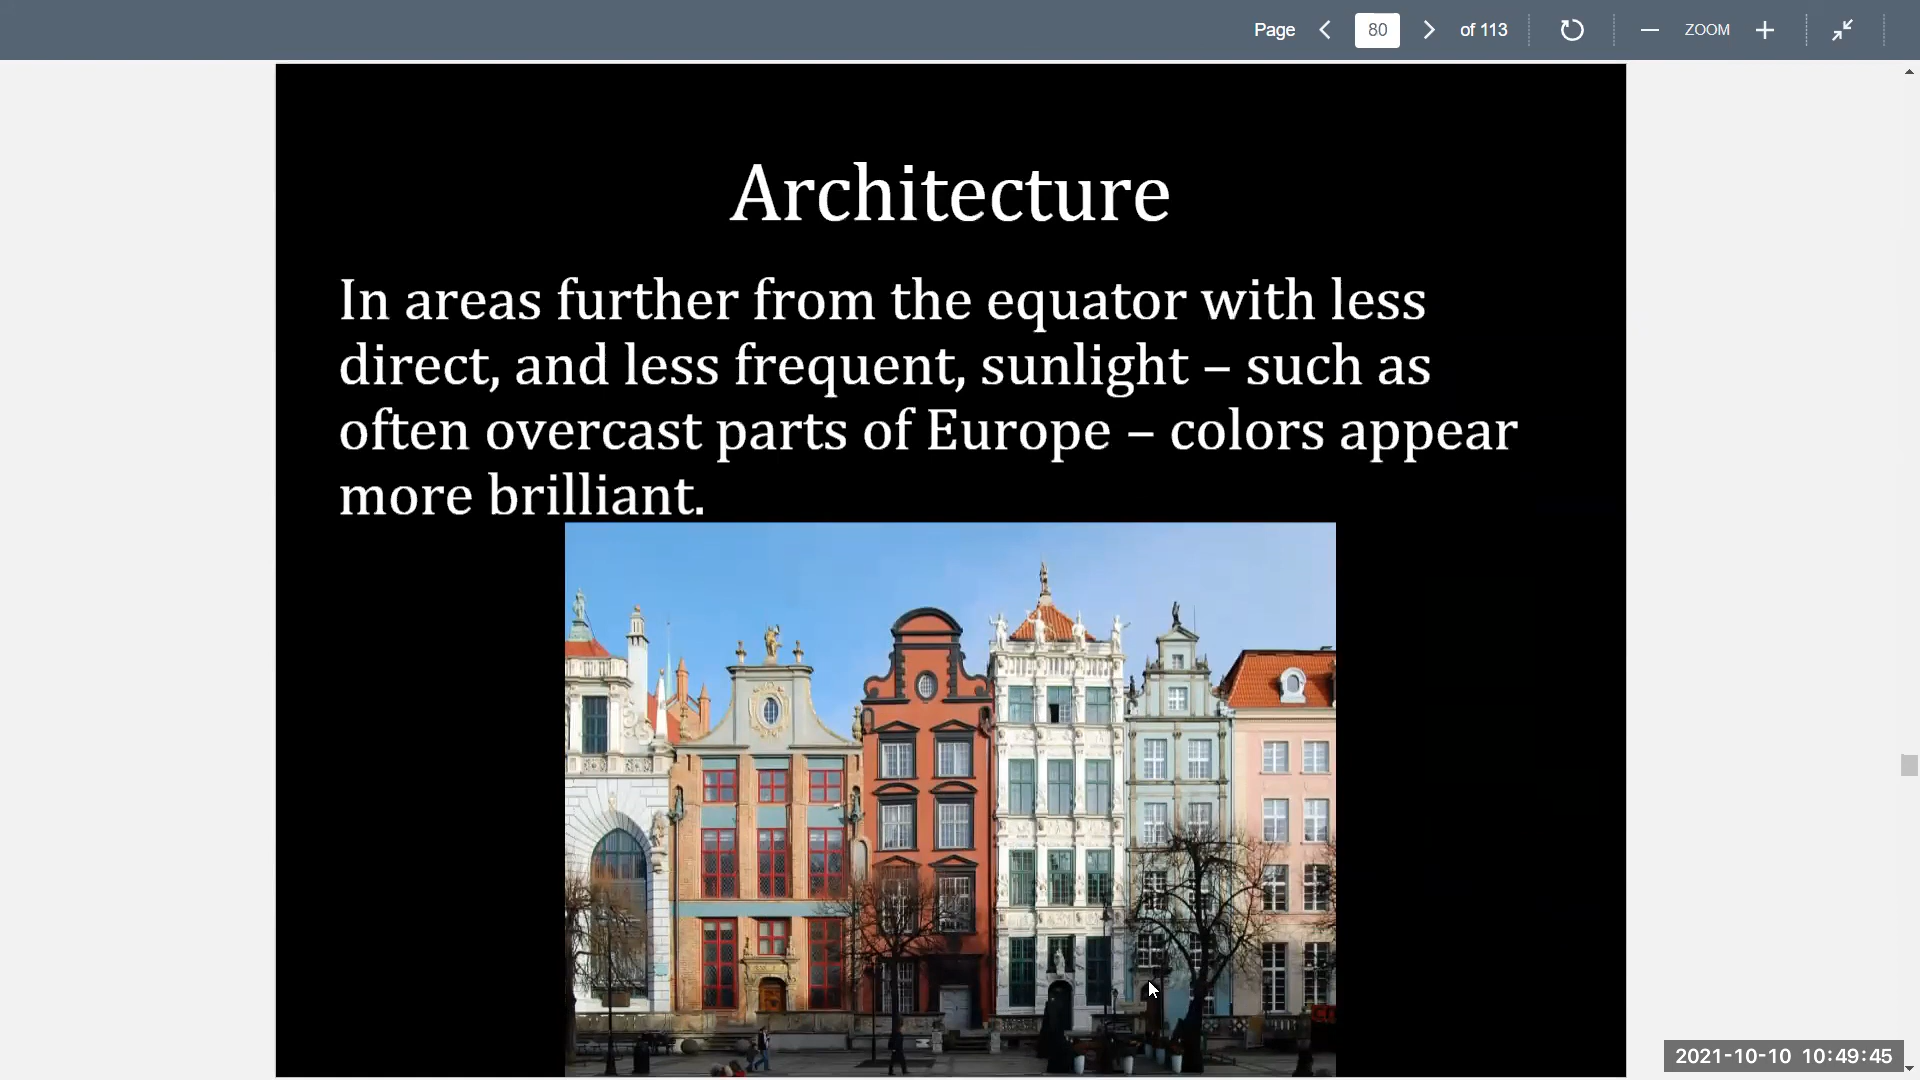 Page 80 of 113 ZOOM
Architecture
In areas further from the equator with less
direct, and less frequent, sunlight – such as
often overcast parts of Europe – colors appear
more brilliant.
2021-10-10 10:49:45